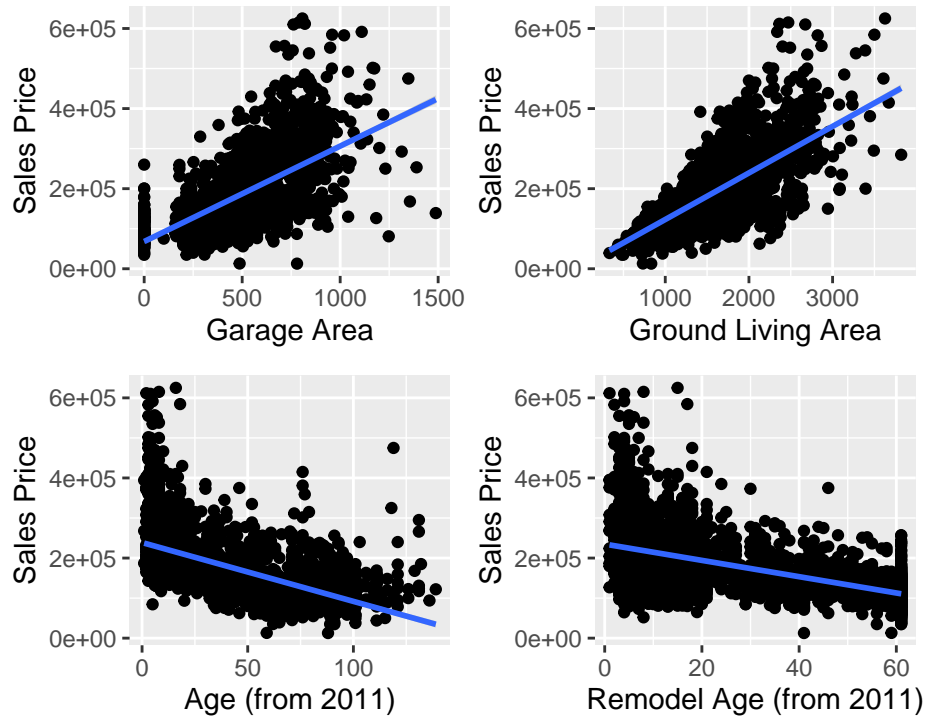 Sales Price
6e+05
4e+05
2e+05
0e+00
0 500 1000 1500
Garage Area
Sales Price
6e+05
4e+05
2e+05
0e+00
1000 2000 3000
Ground Living Area
Sales Price
6e+05
4e+05
2e+05
0e+00
0 50 100
Age (from 2011)
Sales Price
6e+05
4e+05
2e+05
0e+00
0 20 40 60
Remodel Age (from 2011)